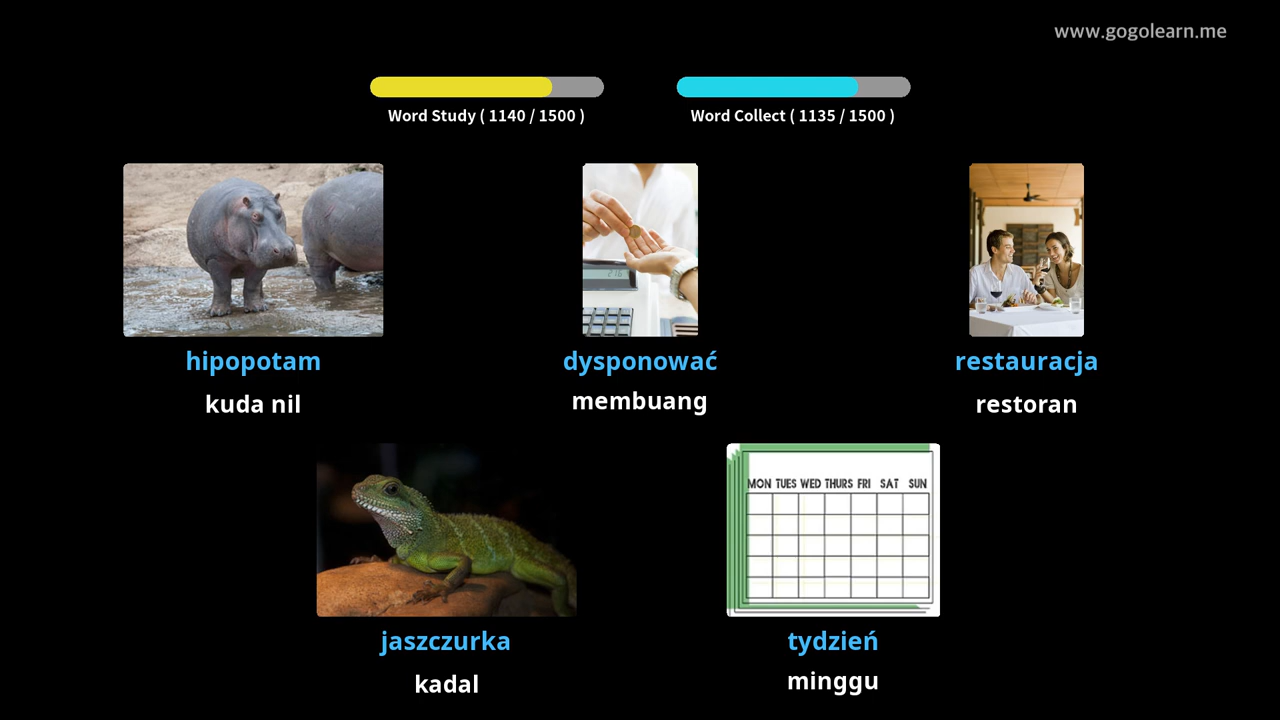 www.gogolearn.me
Word Study ( 1140 / 1500 )
Word Collect ( 1135 / 1500 )
hipopotam
kuda nil
dysponować
membuang
restauracja
restoran
MON TUES WED THURS FRI SAT SUN
jaszczurka
kadal
tydzień
minggu